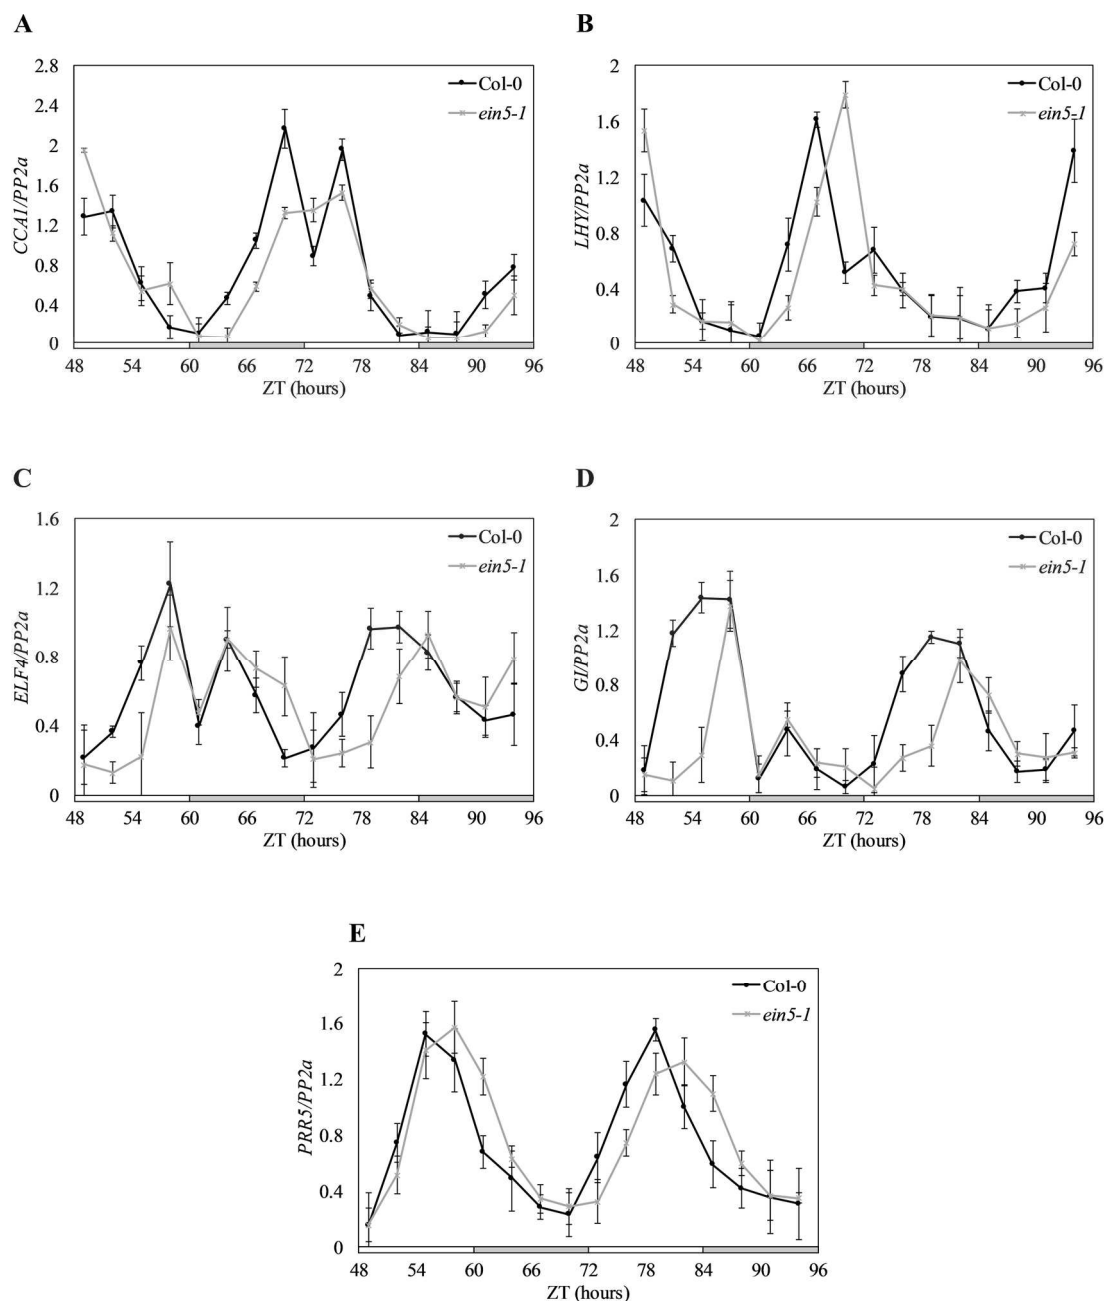 A
CCA1/PP2a
2.8
2.4
2
1.6
1.2
0.8
0.4
48 54 60 66 72 78 84 90 96
ZT (hours)
Col-0
ein5-1
B
LHY/PP2a
2
1.6
1.2
0.8
0.4
0
48 54 60 66 72 78 84 90 96
ZT (hours)
Col-0
ein5-1
C
ELF4/PP2a
1.6
1.2
0.8
0.4
0
48 54 60 66 72 78 84 90 96
ZT (hours)
Col-0
ein5-1
D
GI/PP2a
2
1.6
1.2
0.8
0.4
0
48 54 60 66 72 78 84 90 96
ZT (hours)
Col-0
ein5-1
E
PRR5/PP2a
2
1.6
1.2
0.8
0.4
0
48 54 60 66 72 78 84 90 96
ZT (hours)
Col-0
ein5-1